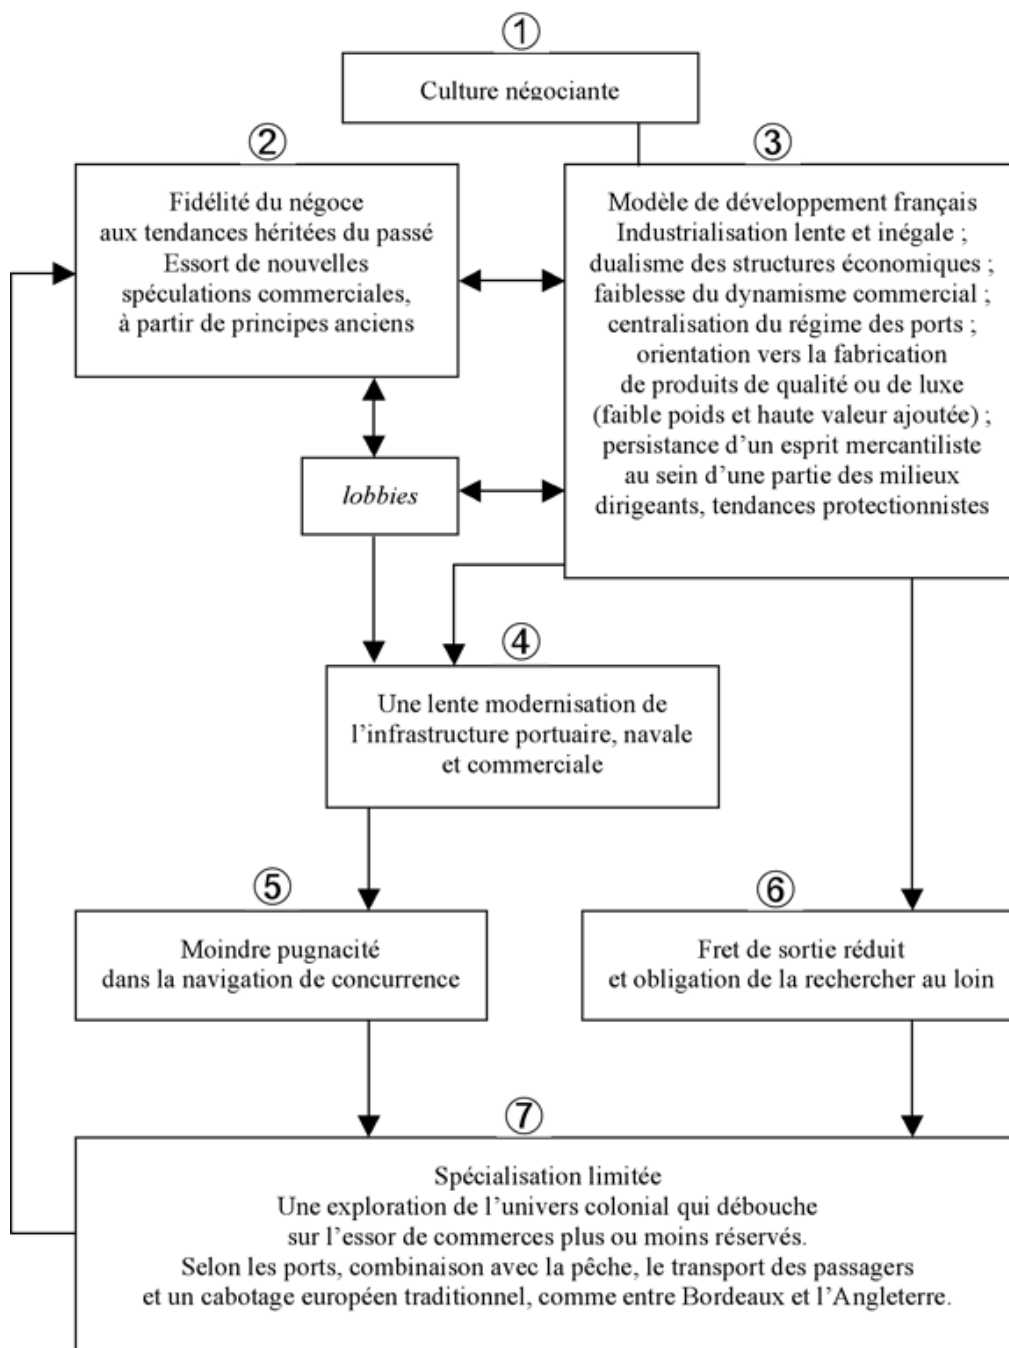 ①
Culture négociante
②
Fidélité du négoce
aux tendances héritées du passé
Essort de nouvelles
spéculations commerciales,
à partir de principes anciens
③
Modèle de développement français
Industrialisation lente et inégale ;
dualisme des structures économiques ;
faiblesse du dynamisme commercial ;
centralisation du régime des ports ;
orientation vers la fabrication
de produits de qualité ou de luxe
(faible poids et haute valeur ajoutée) ;
persistance d’un esprit mercantiliste
au sein d’une partie des milieux
dirigeants, tendances protectionnistes
lobbies
④
Une lente modernisation de
l’infrastructure portuaire, navale
et commerciale
⑤
Moindre pugnacité
dans la navigation de concurrence
⑥
Fret de sortie réduit
et obligation de la rechercher au loin
⑦
Spécialisation limitée
Une exploration de l’univers colonial qui débouche
sur l’essor de commerces plus ou moins réservés.
Selon les ports, combinaison avec la pêche, le transport des passagers
et un cabotage européen traditionnel, comme entre Bordeaux et l’Angleterre.